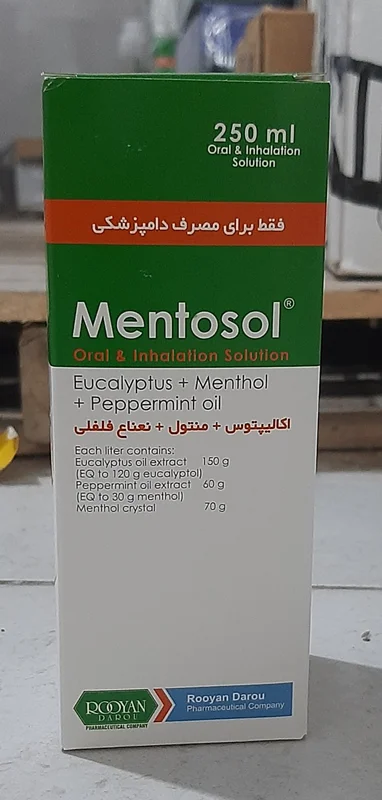 250 ml
Oral & Inhalation
Solution
فقط برای مصرف دامپزشکی
Mentosol®
Oral & Inhalation Solution
Eucalyptus + Menthol
+ Peppermint oil
اکالیپتوس + منتول + نعناع فلفلی
Each liter contains:
Eucalyptus oil extract 150 g
(EQ to 120 g eucalyptol)
Peppermint oil extract 60 g
(EQ to 30 g menthol)
Menthol crystal 70 g
ROOYAN
DAROU
PHARMACEUTICAL COMPANY
Rooyan Darou
Pharmaceutical Company